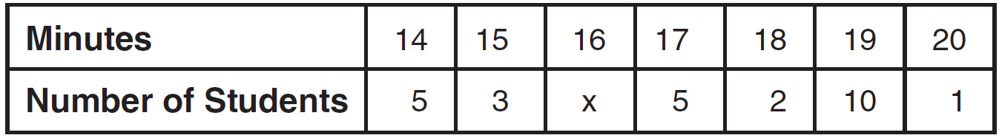 Minutes 14 15 16 17 18 19 20
Number of Students 5 3 x 5 2 10 1